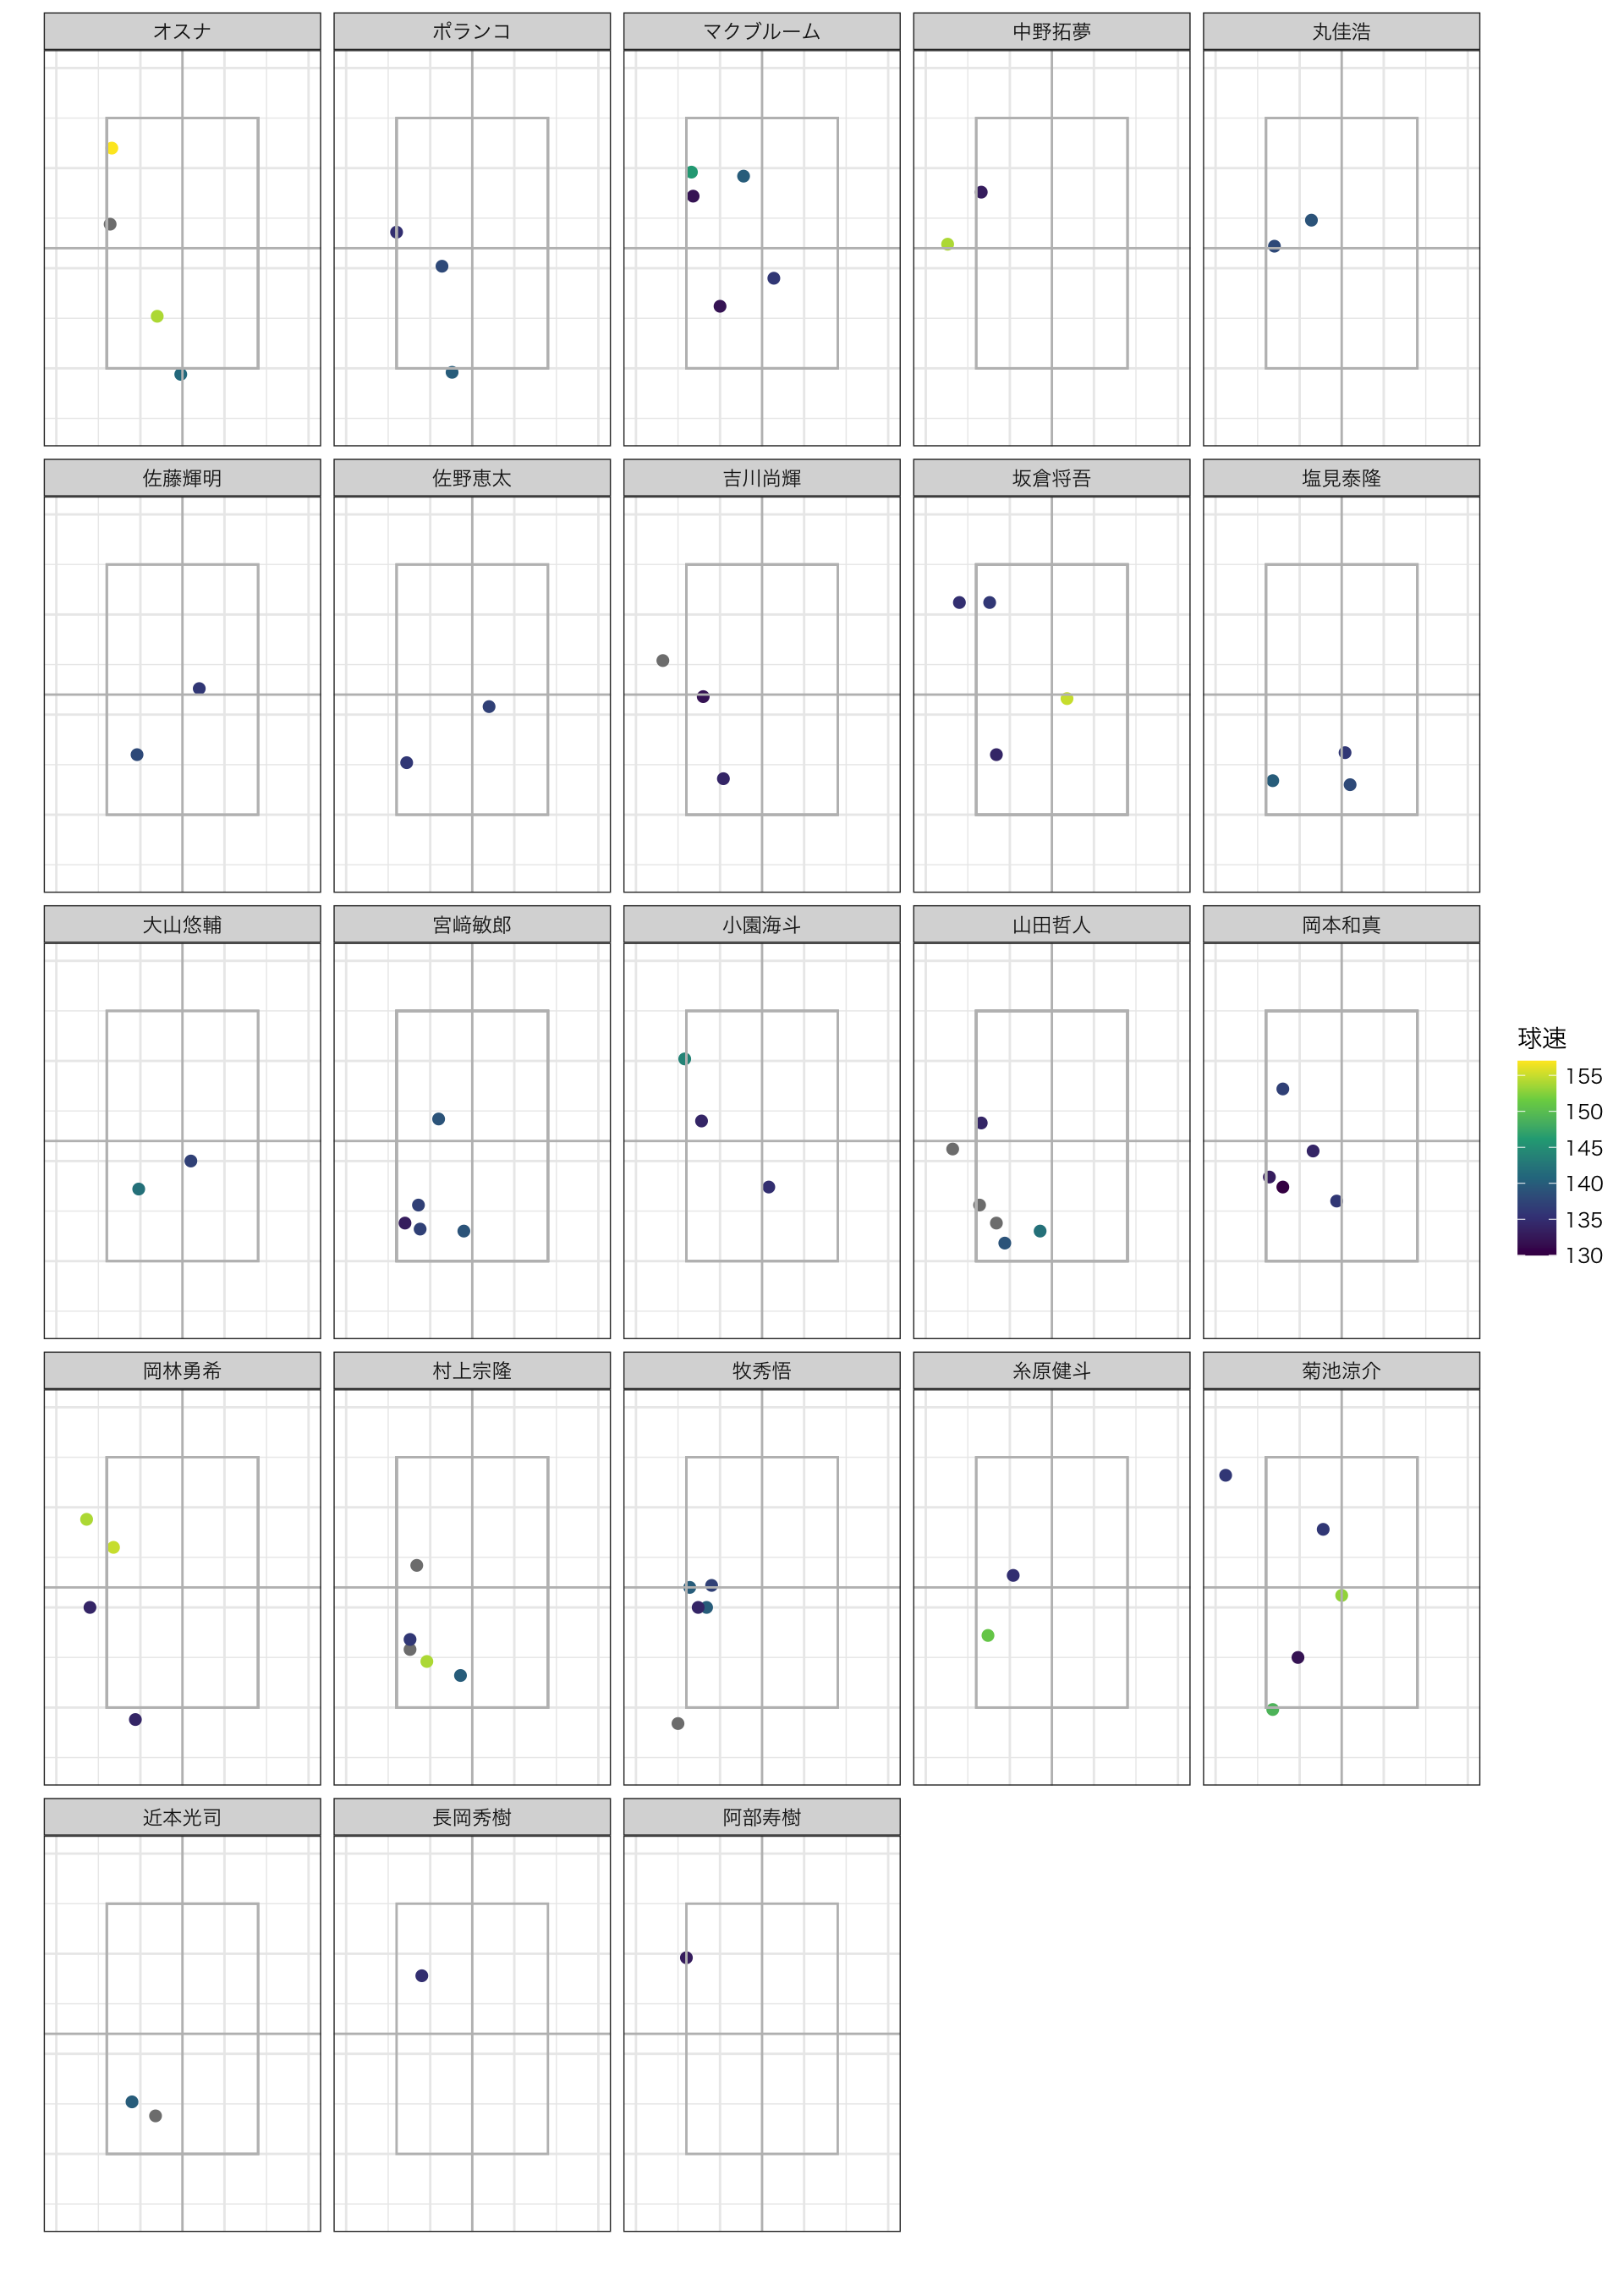 オスナ
ポランコ
マクブルーム
中野拓夢
丸佳浩
佐藤輝明
佐野恵太
吉川尚輝
坂倉将吾
塩見泰隆
大山悠輔
宮﨑敏郎
小園海斗
山田哲人
岡本和真
岡林勇希
村上宗隆
牧秀悟
糸原健斗
菊池涼介
近本光司
長岡秀樹
阿部寿樹
球速
155
150
145
140
135
130